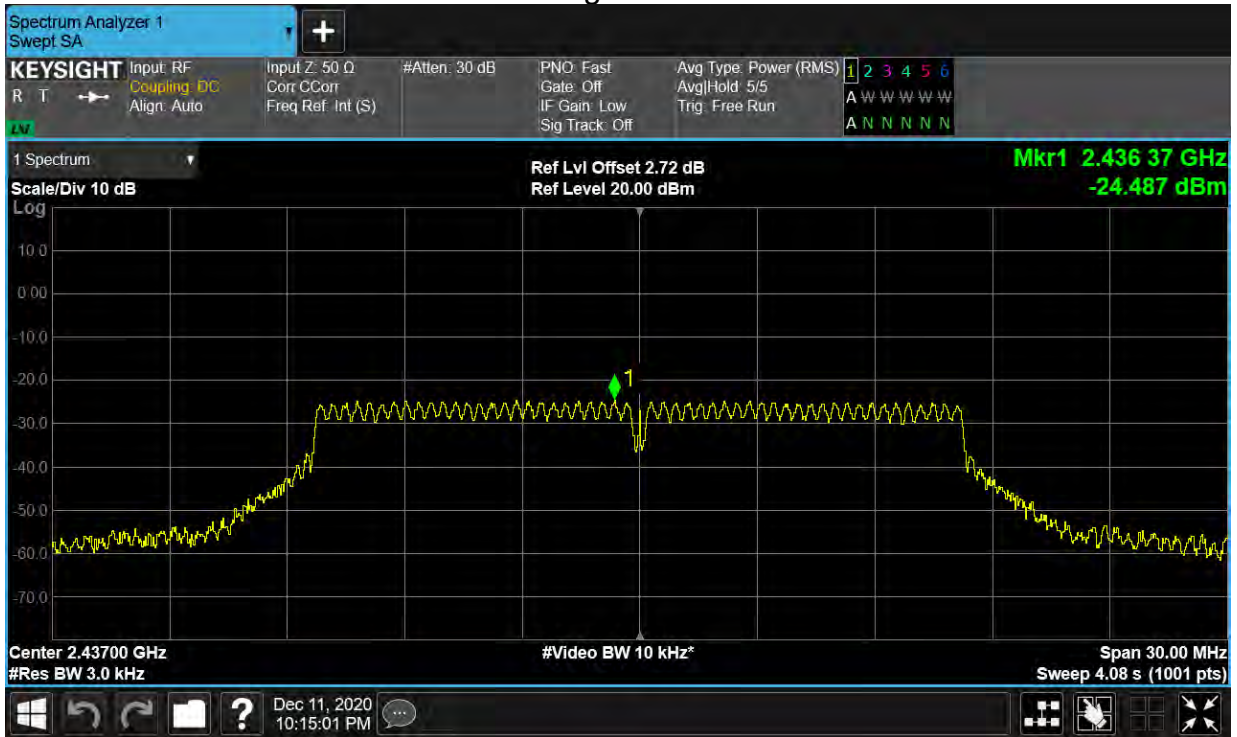 Spectrum Analyzer 1
Swept SA
KEYSIGHT
R T
LXI
Input: RF
Coupling: DC
Align: Auto
Input Z: 50 Ω
Corr CCorr
Freq Ref: Int (S)
#Atten: 30 dB
PNO: Fast
Gate: Off
IF Gain: Low
Sig Track: Off
Avg Type: Power (RMS)
Avg|Hold: 5/5
Trig: Free Run
1 2 3 4 5 6
A W W W W W
A N N N N N
1 Spectrum
Scale/Div 10 dB
Log
Ref Lvl Offset 2.72 dB
Ref Level 20.00 dBm
Mkr1 2.436 37 GHz
-24.487 dBm
10.0
0.00
-10.0
-20.0
1
-30.0
-40.0
-50.0
-60.0
-70.0
Center 2.43700 GHz
#Res BW 3.0 kHz
#Video BW 10 kHz*
Span 30.00 MHz
Sweep 4.08 s (1001 pts)
?
Dec 11, 2020
10:15:01 PM